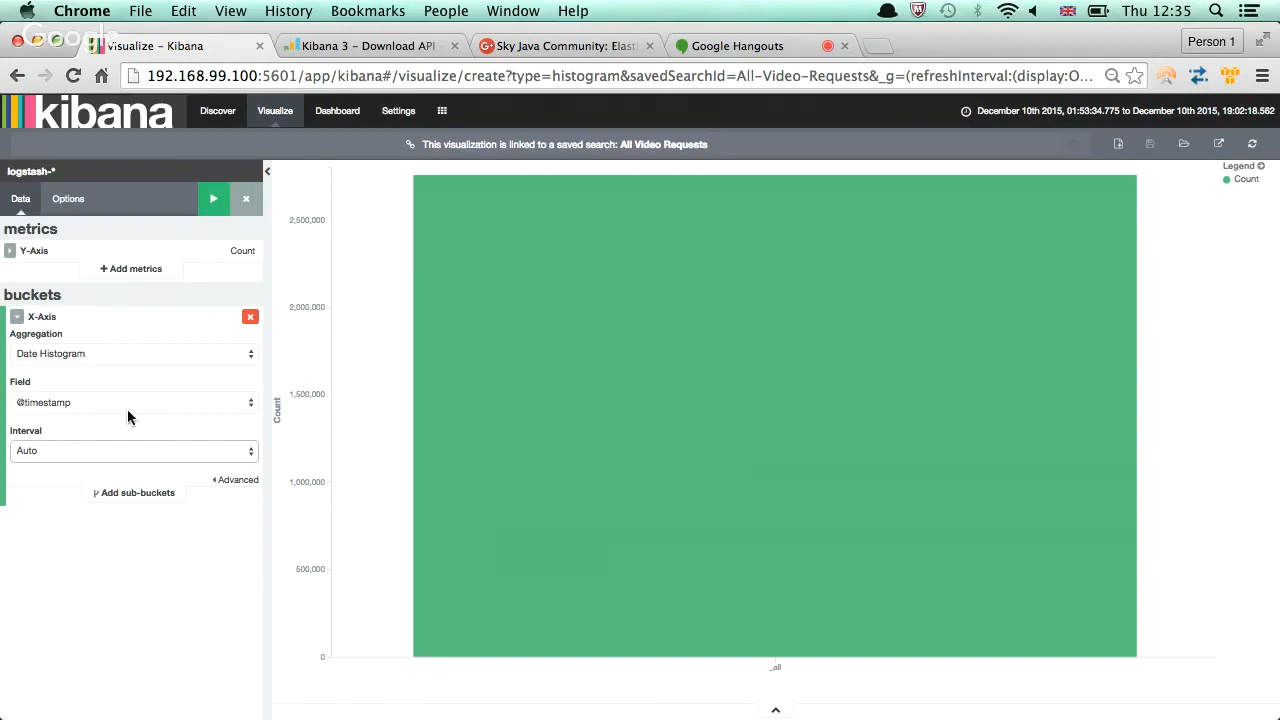 Chrome File Edit View History Bookmarks People Window Help Thu 12:35
Google
Visualize – Kibana
Kibana 3 – Download API
Sky Java Community: Elast
Google Hangouts
Person 1
192.168.99.100:5601/app/kibana#/visualize/create?type=histogram&savedSearchId=All-Video-Requests&_g=(refreshInterval:(display:O...
kibana
Discover Visualize Dashboard Settings
December 10th 2015, 01:53:34.775 to December 10th 2015, 19:02:18.562
This visualization is linked to a saved search: All Video Requests
logstash-*
Data Options
metrics
Y-Axis Count
+ Add metrics
buckets
X-Axis
Aggregation
Date Histogram
Field
@timestamp
Interval
Auto
Advanced
Add sub-buckets
Legend
Count
2,500,000
2,000,000
1,500,000
Count
1,000,000
500,000
0
_all